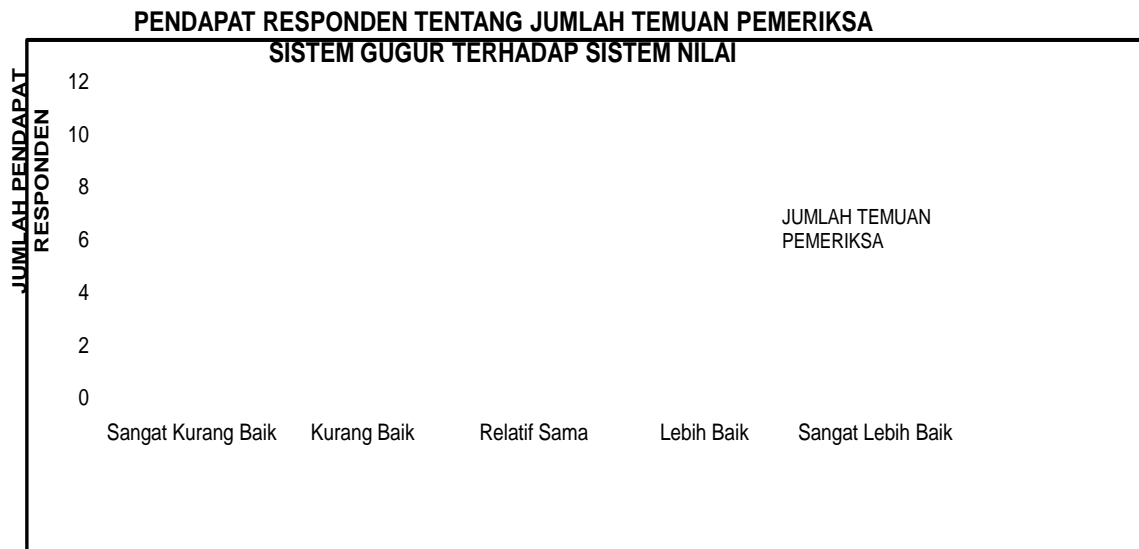 PENDAPAT RESPONDEN TENTANG JUMLAH TEMUAN PEMERIKSA
SISTEM GUGUR TERHADAP SISTEM NILAI
JUMLAH PENDAPAT
RESPONDEN
12
10
8
6
4
2
0
JUMLAH TEMUAN
PEMERIKSA
Sangat Kurang Baik Kurang Baik Relatif Sama Lebih Baik Sangat Lebih Baik